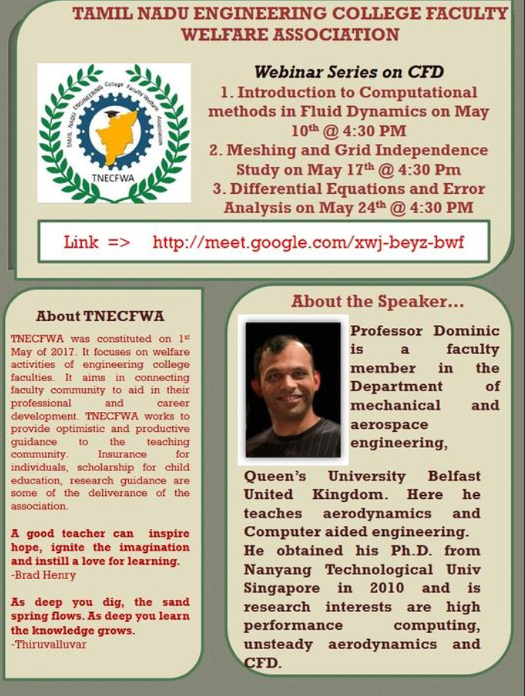 TAMIL NADU ENGINEERING COLLEGE FACULTY
WELFARE ASSOCIATION
TAMIL NADU ENGINEERING College Faculty Welfare Association
TNECFWA
Webinar Series on CFD
1. Introduction to Computational
methods in Fluid Dynamics on May
10th @ 4:30 PM
2. Meshing and Grid Independence
Study on May 17th @ 4:30 Pm
3. Differential Equations and Error
Analysis on May 24th @ 4:30 PM
Link => http://meet.google.com/xwj-beyz-bwf
About TNECFWA
TNECFWA was constituted on 1st
May of 2017. It focuses on welfare
activities of engineering college
faculties. It aims in connecting
faculty community to aid in their
professional and career
development. TNECFWA works to
provide optimistic and productive
guidance to the teaching
community. Insurance for
individuals, scholarship for child
education, research guidance are
some of the deliverance of the
association.
A good teacher can inspire
hope, ignite the imagination
and instill a love for learning.
-Brad Henry
As deep you dig, the sand
spring flows. As deep you learn
the knowledge grows.
-Thiruvalluvar
About the Speaker...
Professor Dominic
is a faculty
member in the
Department of
mechanical and
aerospace
engineering,
Queen's University Belfast
United Kingdom. Here he
teaches aerodynamics and
Computer aided engineering.
He obtained his Ph.D. from
Nanyang Technological Univ
Singapore in 2010 and is
research interests are high
performance computing,
unsteady aerodynamics and
CFD.